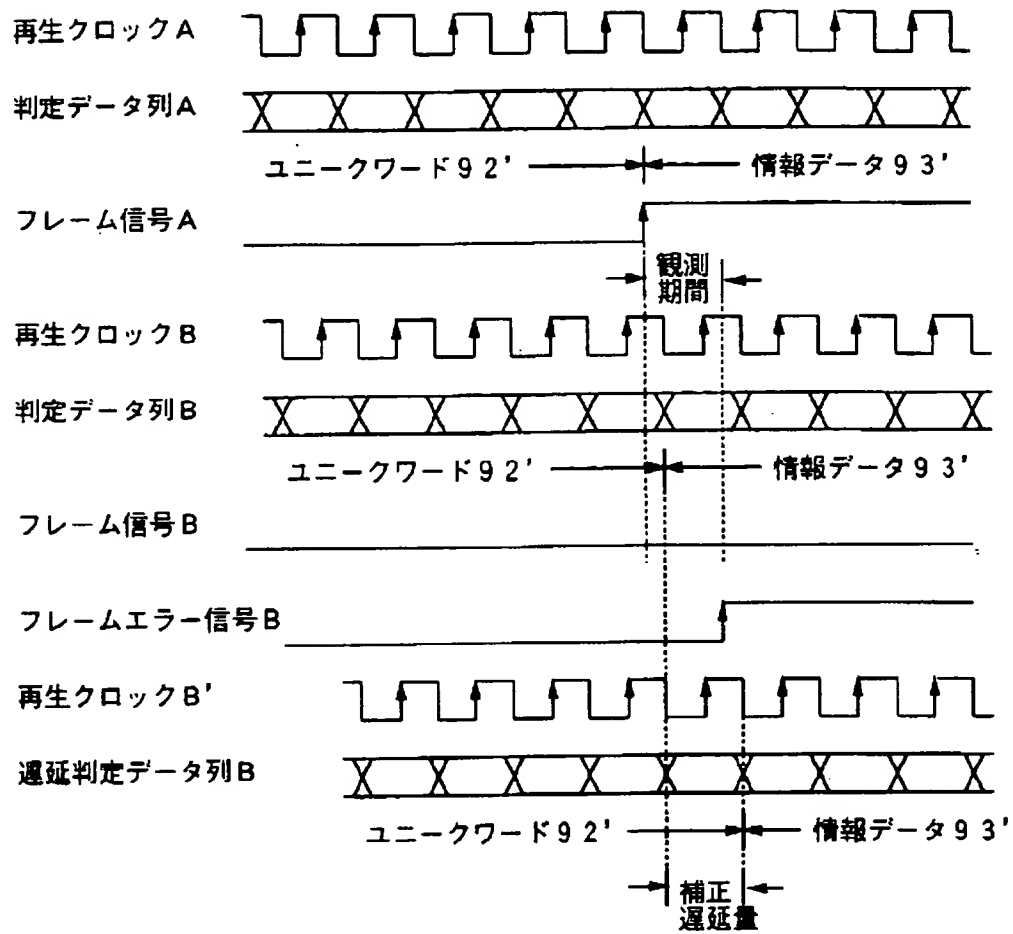 再生クロックA
判定データ列A
ユニークワード92'
情報データ93'
フレーム信号A
観測
期間
再生クロックB
判定データ列B
ユニークワード92'
情報データ93'
フレーム信号B
フレームエラー信号B
再生クロックB'
遅延判定データ列B
ユニークワード92'
情報データ93'
補正
遅延量